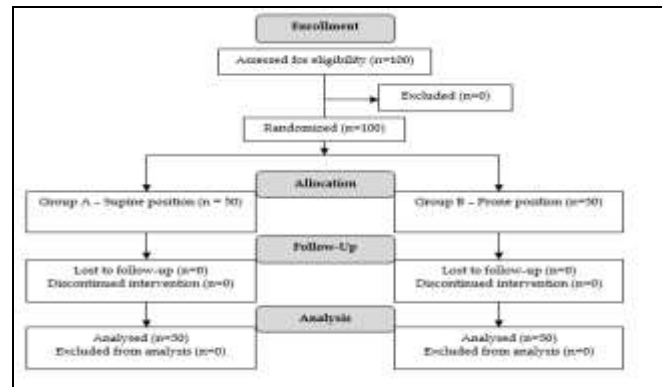 Enrollment
Assessed for eligibility (n=100)
Excluded (n=0)
Randomized (n=100)
Allocation
Group A – Supine position (n = 50)
Group B – Prone position (n=50)
Follow-Up
Lost to follow-up (n=0)
Discontinued intervention (n=0)
Lost to follow-up (n=0)
Discontinued intervention (n=0)
Analysis
Analysed (n=50)
Excluded from analysis (n=0)
Analysed (n=50)
Excluded from analysis (n=0)